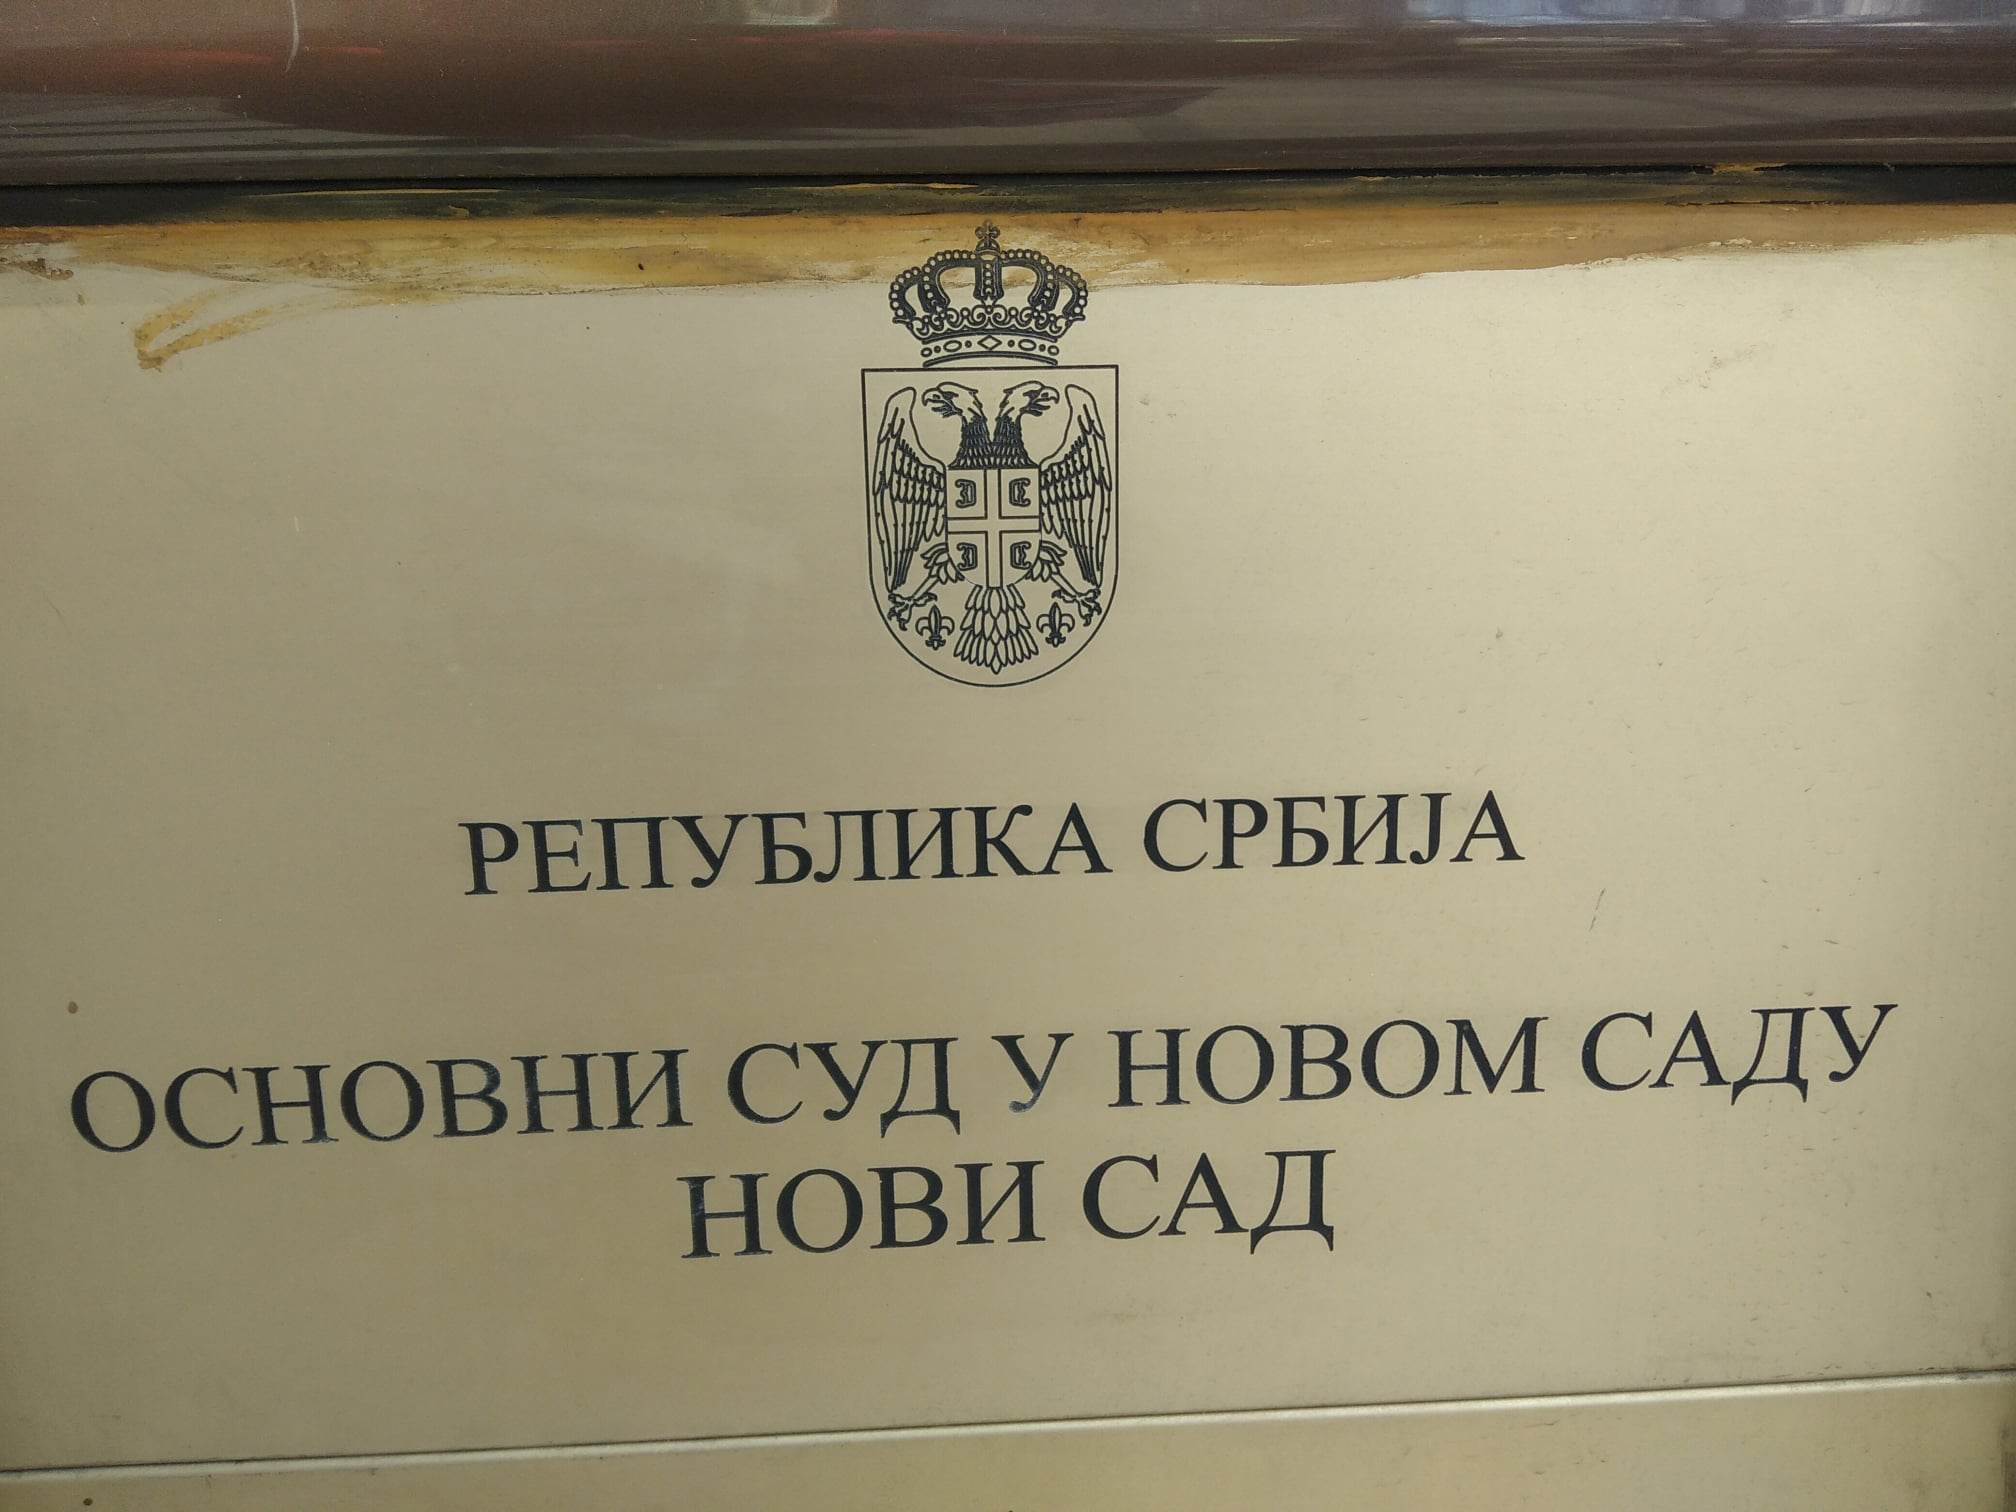 РЕПУБЛИКА СРБИЈА
ОСНОВНИ СУД У НОВОМ САДУ
НОВИ САД